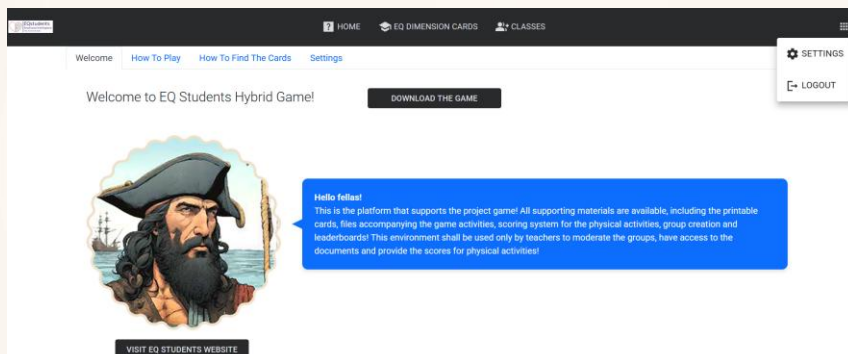 EQstudents
HOME
EQ DIMENSION CARDS
CLASSES
SETTINGS
LOGOUT
Welcome
How To Play
How To Find The Cards
Settings
Welcome to EQ Students Hybrid Game!
DOWNLOAD THE GAME
Hello fellas!
This is the platform that supports the project game! All supporting materials are available, including the printable
cards, files accompanying the game activities, scoring system for the physical activities, group creation and
leaderboards! This environment shall be used only by teachers to moderate the groups, have access to the
documents and provide the scores for physical activities!
VISIT EQ STUDENTS WEBSITE